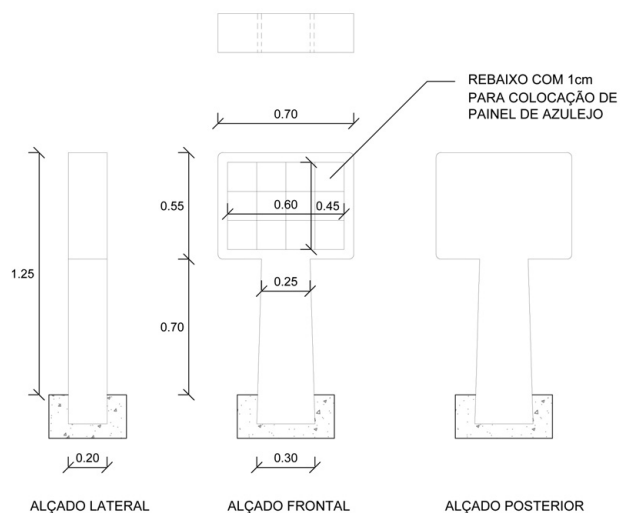 REBAIXO COM 1cm
PARA COLOCAÇÃO DE
PAINEL DE AZULEJO
0.70
0.55
0.60
0.45
1.25
0.25
0.70
0.20
0.30
ALÇADO LATERAL
ALÇADO FRONTAL
ALÇADO POSTERIOR